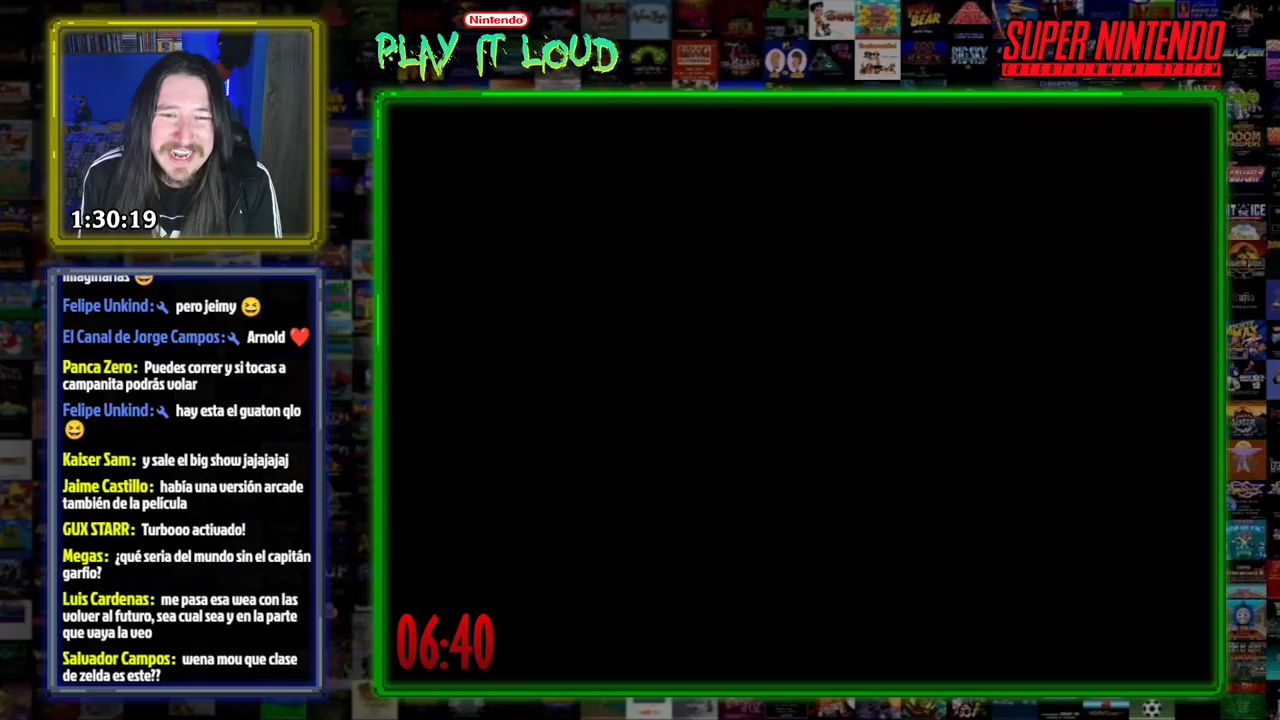 Nintendo
PLAY IT LOUD
SUPER NINTENDO
ENTERTAINMENT SYSTEM
1:30:19
imaginarias 😆
Felipe Unkind: pero jeimy 😆
El Canal de Jorge Campos: Arnold ❤️
Panca Zero: Puedes correr y si tocas a
campanita podrás volar
Felipe Unkind: hay esta el guaton qlo
😆
Kaiser Sam: y sale el big show jajajajaj
Jaime Castillo: había una versión arcade
también de la película
GUX STARR: Turbooo activado!
Megas: ¿qué seria del mundo sin el capitán
garfio?
Luis Cardenas: me pasa esa wea con las
volver al futuro, sea cual sea y en la parte
que vaya la veo
Salvador Campos: wena mou que clase
de zelda es este??
06:40